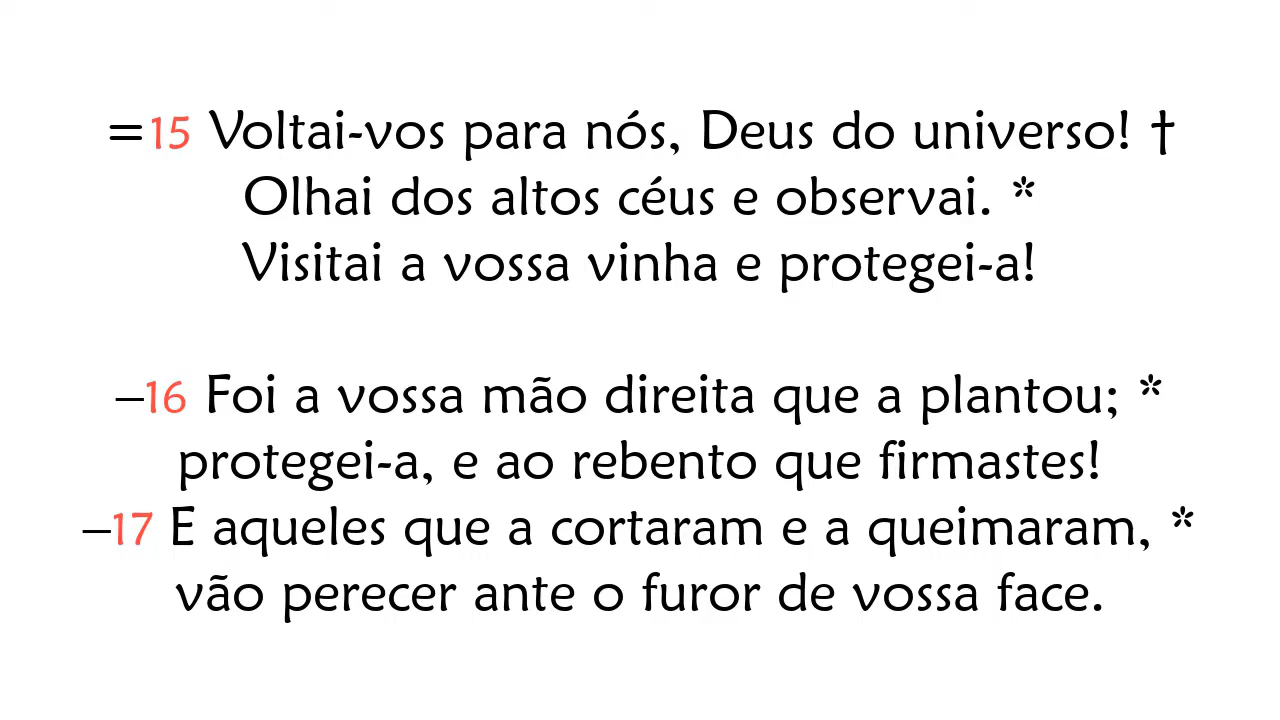 =15 Voltai-vos para nós, Deus do universo! †
Olhai dos altos céus e observai. *
Visitai a vossa vinha e protegei-a!
–16 Foi a vossa mão direita que a plantou; *
protegei-a, e ao rebento que firmastes!
–17 E aqueles que a cortaram e a queimaram, *
vão perecer ante o furor de vossa face.